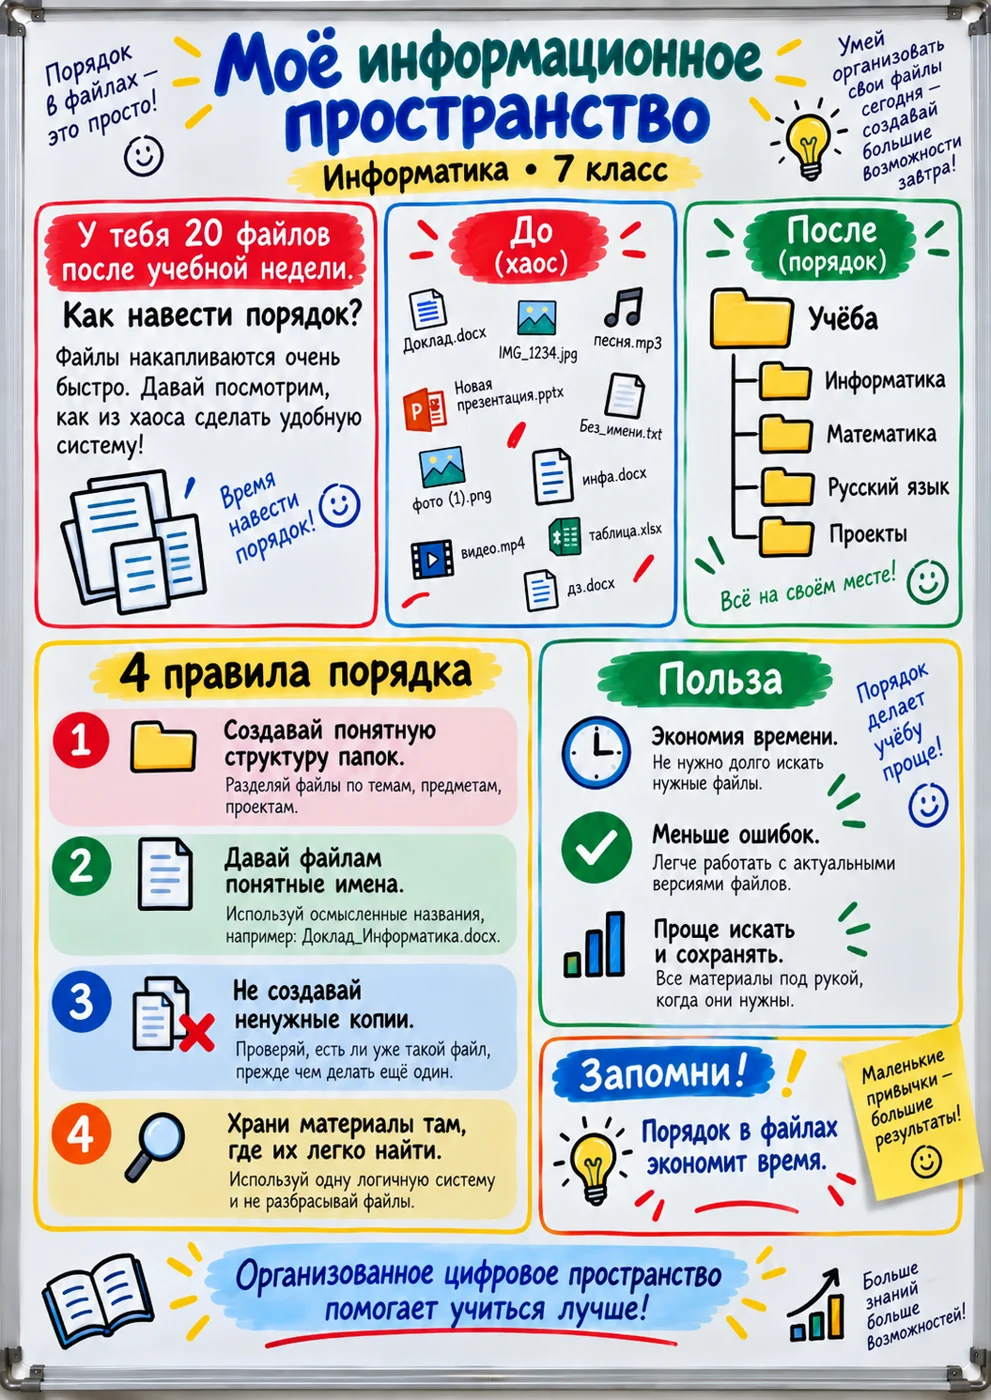 Порядок
в файлах –
это просто!
Моё информационное
пространство
Информатика • 7 класс
Умей
организовать
свои файлы
сегодня –
создавай
большие
возможности
завтра!
У тебя 20 файлов
после учебной недели.
Как навести порядок?
Файлы накапливаются очень
быстро. Давай посмотрим,
как из хаоса сделать удобную
систему!
Время
навести
порядок!
До
(хаос)
Доклад.docx
IMG_1234.jpg
песня.mp3
P
Новая
презентация.pptx
Без_имени.txt
фото (1).png
инфа.docx
видео.mp4
таблица.xlsx
дз.docx
После
(порядок)
Учёба
Информатика
Математика
Русский язык
Проекты
Всё на своём месте!
4 правила порядка
1
Создавай понятную
структуру папок.
Разделяй файлы по темам, предметам,
проектам.
2
Давай файлам
понятные имена.
Используй осмысленные названия,
например: Доклад_Информатика.docx.
3
Не создавай
ненужные копии.
Проверяй, есть ли уже такой файл,
прежде чем делать ещё один.
4
Храни материалы там,
где их легко найти.
Используй одну логичную систему
и не разбрасывай файлы.
Польза
Порядок
делает
учёбу
проще!
Экономия времени.
Не нужно долго искать
нужные файлы.
Меньше ошибок.
Легче работать с актуальными
версиями файлов.
Проще искать
и сохранять.
Все материалы под рукой,
когда они нужны.
Запомни!
Порядок в файлах
экономит время.
Маленькие
привычки –
большие
результаты!
Организованное цифровое пространство
помогает учиться лучше!
Больше
знаний
больше
возможностей!